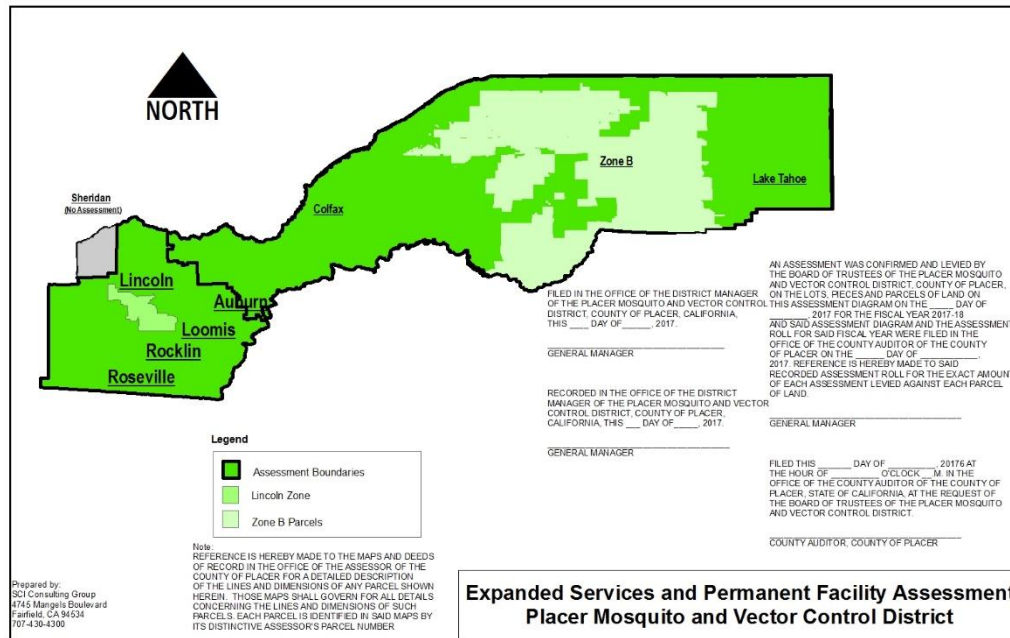 NORTH
Sheridan
(No Assessment)
Colfax
Zone B
Lake Tahoe
Lincoln
Auburn
Loomis
Rocklin
Roseville
FILED IN THE OFFICE OF THE DISTRICT MANAGER
OF THE PLACER MOSQUITO AND VECTOR CONTROL
DISTRICT, COUNTY OF PLACER, CALIFORNIA,
THIS ____ DAY OF______, 2017.
GENERAL MANAGER
RECORDED IN THE OFFICE OF THE DISTRICT
MANAGER OF THE PLACER MOSQUITO AND VECTOR
CONTROL DISTRICT, COUNTY OF PLACER,
CALIFORNIA, THIS ___ DAY OF_____, 2017.
GENERAL MANAGER
AN ASSESSMENT WAS CONFIRMED AND LEVIED BY
THE BOARD OF TRUSTEES OF THE PLACER MOSQUITO
AND VECTOR CONTROL DISTRICT, COUNTY OF PLACER,
ON THE LOTS, PIECES AND PARCELS OF LAND ON
THIS ASSESSMENT DIAGRAM ON THE _____ DAY OF
________, 2017 FOR THE FISCAL YEAR 2017-18
AND SAID ASSESSMENT DIAGRAM AND THE ASSESSMENT
ROLL FOR SAID FISCAL YEAR WERE FILED IN THE
OFFICE OF THE COUNTY AUDITOR OF THE COUNTY
OF PLACER ON THE _______ DAY OF ___________,
2017. REFERENCE IS HEREBY MADE TO SAID
RECORDED ASSESSMENT ROLL FOR THE EXACT AMOUNT
OF EACH ASSESSMENT LEVIED AGAINST EACH PARCEL
OF LAND.
GENERAL MANAGER
FILED THIS _______ DAY OF __________, 20176 AT
THE HOUR OF __________ O'CLOCK ___M. IN THE
OFFICE OF THE COUNTY AUDITOR OF THE COUNTY OF
PLACER, STATE OF CALIFORNIA, AT THE REQUEST OF
THE BOARD OF TRUSTEES OF THE PLACER MOSQUITO
AND VECTOR CONTROL DISTRICT.
COUNTY AUDITOR, COUNTY OF PLACER
Legend
Assessment Boundaries
Lincoln Zone
Zone B Parcels
Note:
REFERENCE IS HEREBY MADE TO THE MAPS AND DEEDS
OF RECORD IN THE OFFICE OF THE ASSESSOR OF THE
COUNTY OF PLACER FOR A DETAILED DESCRIPTION
OF THE LINES AND DIMENSIONS OF ANY PARCEL SHOWN
HEREIN. THOSE MAPS SHALL GOVERN FOR ALL DETAILS
CONCERNING THE LINES AND DIMENSIONS OF SUCH
PARCELS. EACH PARCEL IS IDENTIFIED IN SAID MAPS BY
ITS DISTINCTIVE ASSESSOR'S PARCEL NUMBER
Prepared by:
SCI Consulting Group
4745 Mangels Boulevard
Fairfield, CA 94534
707-430-4300
Expanded Services and Permanent Facility Assessment
Placer Mosquito and Vector Control District